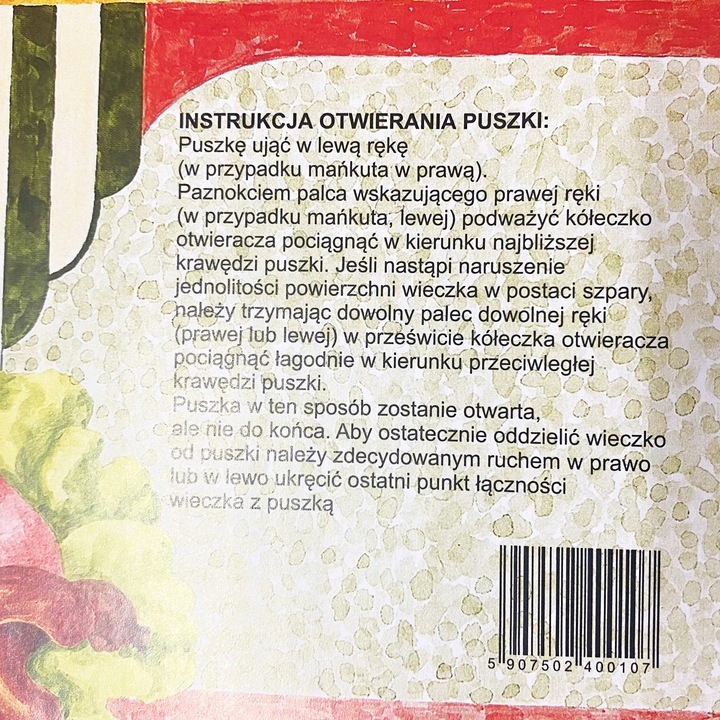 INSTRUKCJA OTWIERANIA PUSZKI:
Puszkę ująć w lewą rękę
(w przypadku mańkuta w prawą).
Paznokciem palca wskazującego prawej ręki
(w przypadku mańkuta, lewej) podważyć kółeczko
otwieracza pociągnąć w kierunku najbliższej
krawędzi puszki. Jeśli nastąpi naruszenie
jednolitości powierzchni wieczka w postaci szpary,
należy trzymając dowolny palec dowolnej ręki
(prawej lub lewej) w prześwicie kółeczka otwieracza
pociągnąć łagodnie w kierunku przeciwległej
krawędzi puszki.
Puszka w ten sposób zostanie otwarta,
ale nie do końca. Aby ostatecznie oddzielić wieczko
od puszki należy zdecydowanym ruchem w prawo
lub w lewo ukręcić ostatni punkt łączności
wieczka z puszką
5 907502 400107